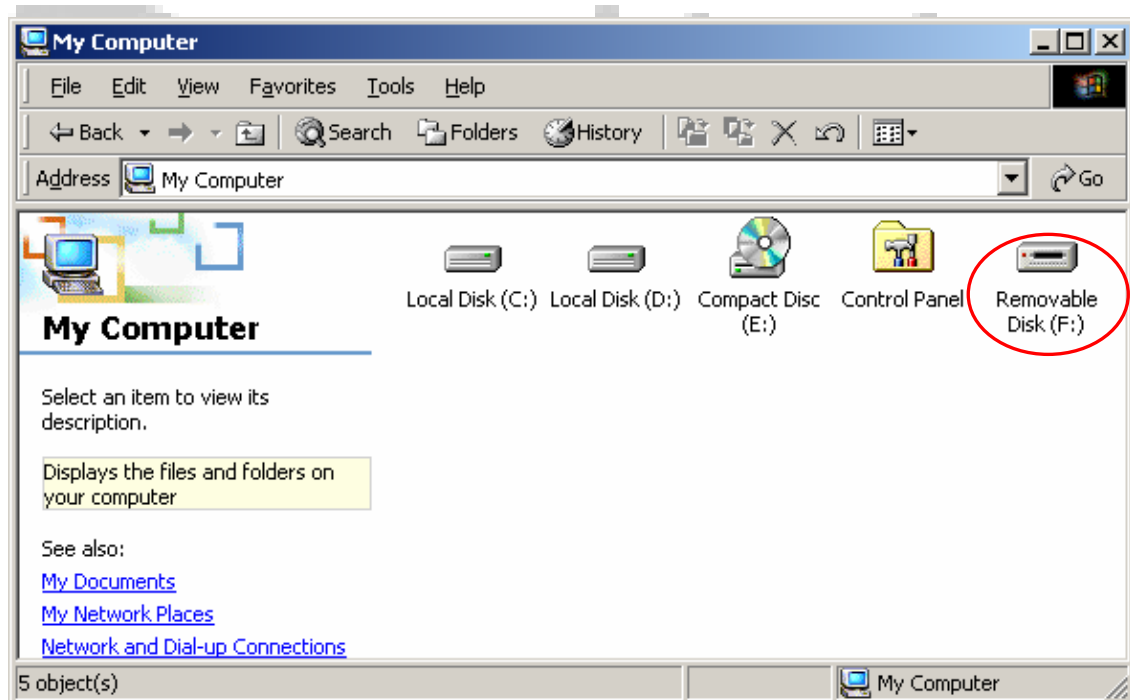 My Computer
File Edit View Favorites Tools Help
Back Search Folders History
Address My Computer Go
Local Disk (C:) Local Disk (D:) Compact Disc (E:) Control Panel Removable Disk (F:)
My Computer
Select an item to view its
description.
Displays the files and folders on
your computer
See also:
My Documents
My Network Places
Network and Dial-up Connections
5 object(s) My Computer